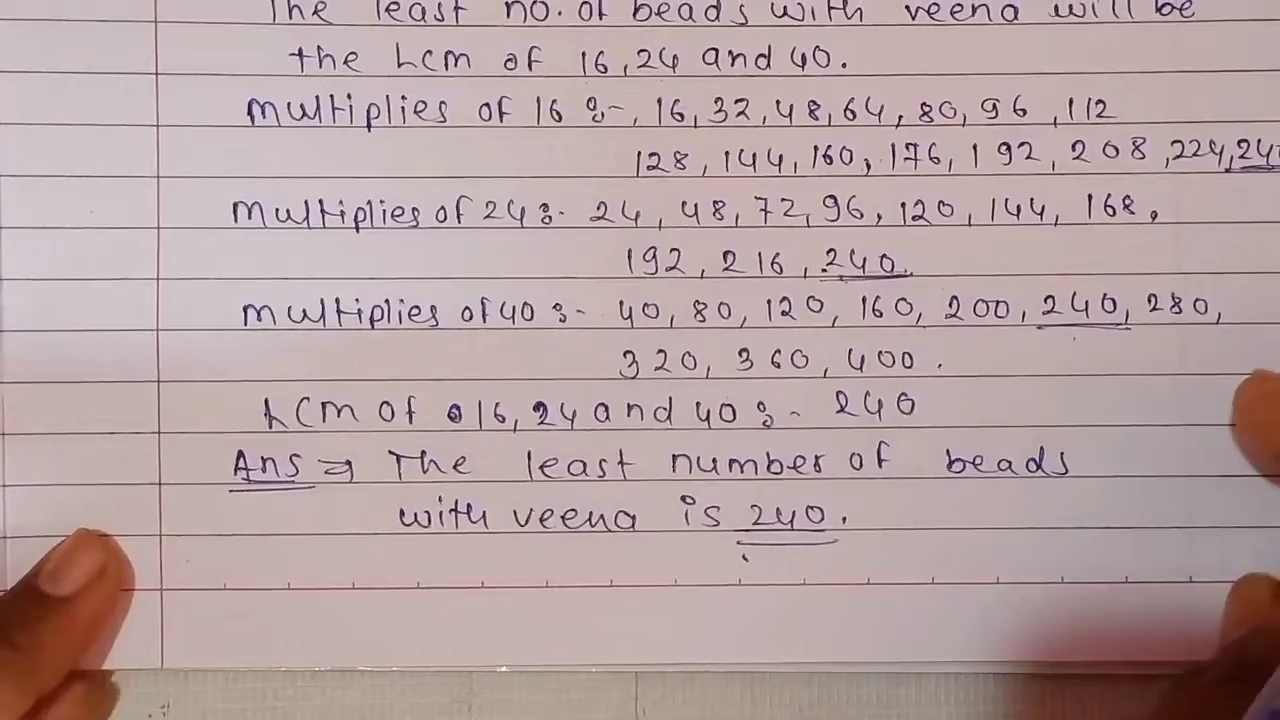 The least no. of beads with veena will be
the Lcm of 16, 24 and 40.
Multiplies of 16 :-, 16, 32, 48, 64, 80, 96, 112
128, 144, 160, 176, 192, 208, 224, 24
Multiplies of 24 :- 24, 48, 72, 96, 120, 144, 168,
192, 216, 240.
Multiplies of 40 :- 40, 80, 120, 160, 200, 240, 280,
320, 360, 400.
LCM of 16, 24 and 40 :- 240
Ans ⇒ The least number of beads
with veena is 240.